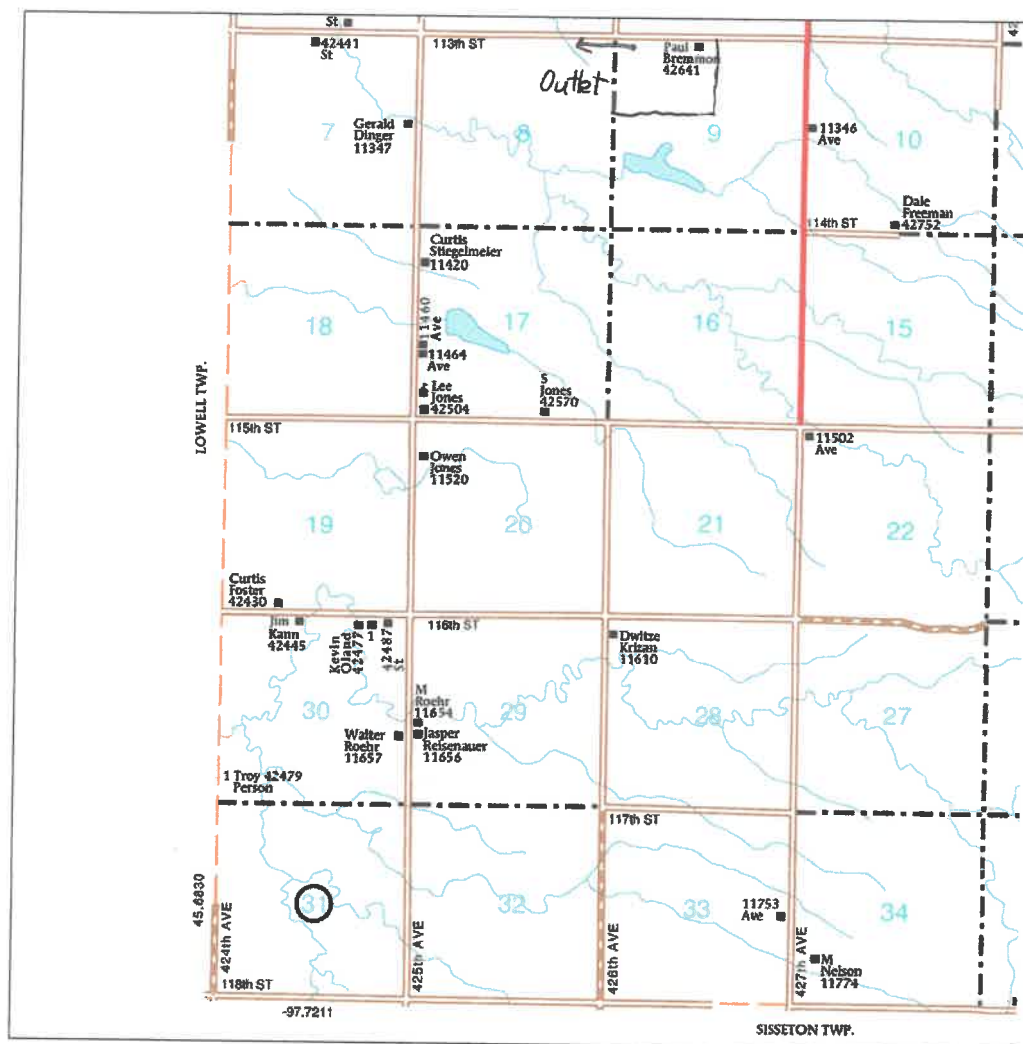 St
42441
St
113th ST
Paul
Bremmon
42641
Outlet
7
Gerald
Dinger
11347
8
9
11346
Ave
10
Dale
Freeman
42752
114th ST
Curtis
Stiegelmeier
11420
18
11460
Ave
17
16
15
11464
Ave
Lee
Jones
42504
S
Jones
42570
LOWELL TWP.
115th ST
11502
Ave
Owen
Jones
11520
19
20
21
22
Curtis
Foster
42430
Jim
Kann
42445
Kevin
Oland
42477
1
42487
St
116th ST
Dwitze
Krizan
11610
30
M
Roehr
11654
29
28
27
Walter
Roehr
11657
Jasper
Reisenauer
11656
1 Troy 42479
Person
117th ST
45.6830
424th AVE
31
425th AVE
32
426th AVE
33
11753
Ave
427th AVE
34
M
Nelson
11774
118th ST
-97.7211
SISSETON TWP.